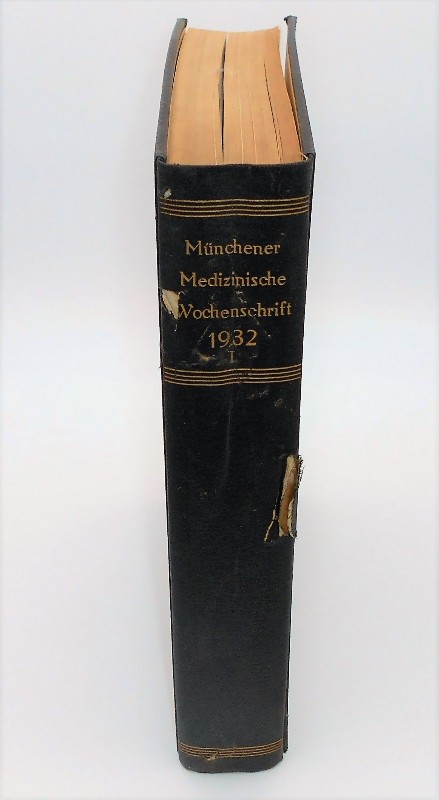 Münchener
Medizinische
Wochenschrift
1932
I